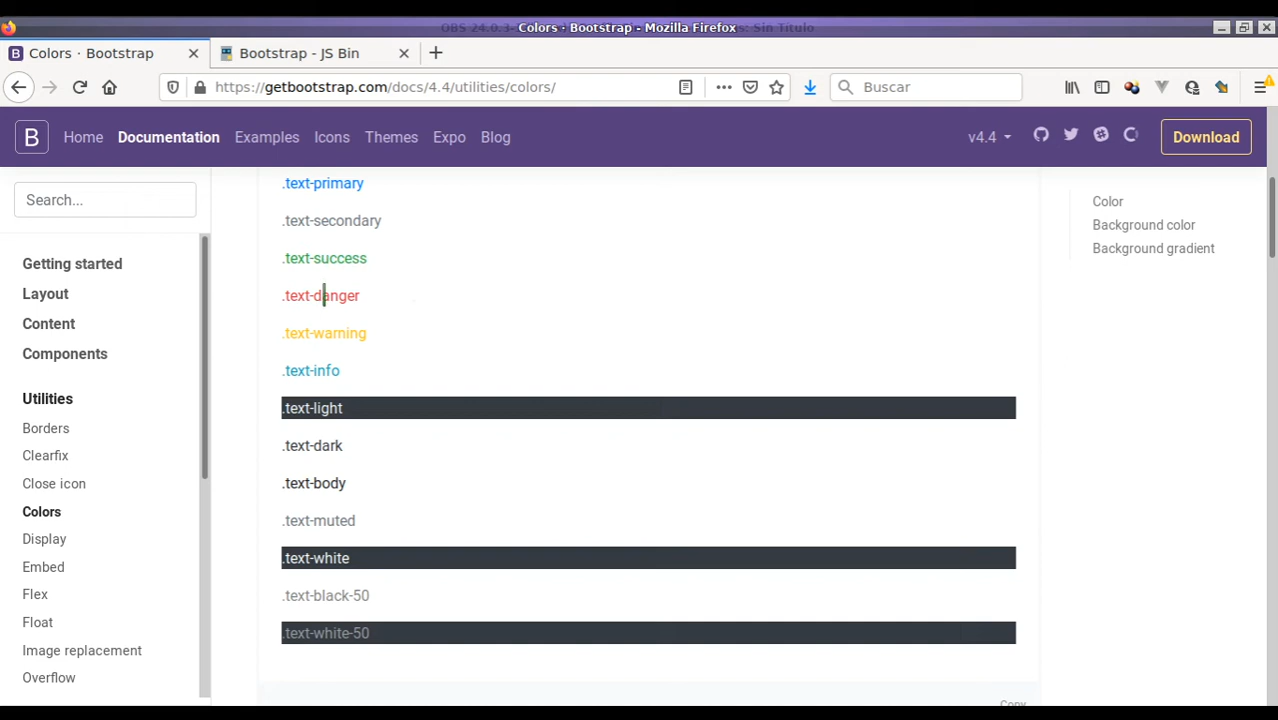 Colors · Bootstrap - Mozilla Firefox
Colors · Bootstrap
Bootstrap - JS Bin
https://getbootstrap.com/docs/4.4/utilities/colors/
Buscar
B Home Documentation Examples Icons Themes Expo Blog v4.4 Download
Search...
Getting started
Layout
Content
Components
Utilities
Borders
Clearfix
Close icon
Colors
Display
Embed
Flex
Float
Image replacement
Overflow
.text-primary
.text-secondary
.text-success
.text-danger
.text-warning
.text-info
.text-light
.text-dark
.text-body
.text-muted
.text-white
.text-black-50
.text-white-50
Copy
Color
Background color
Background gradient